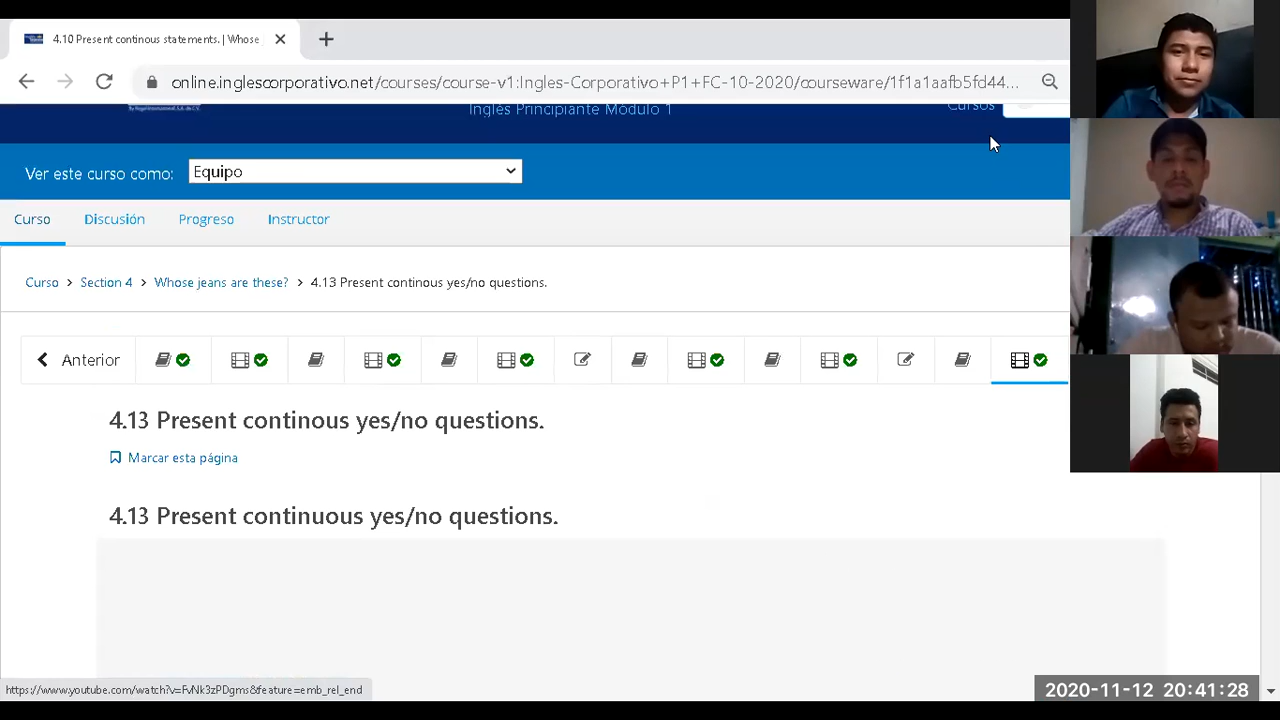 4.10 Present continous statements. | Whose
online.inglescorporativo.net/courses/course-v1:Ingles-Corporativo+P1+FC-10-2020/courseware/1f1a1aafb5fd44...
Inglés Principiante Módulo 1
Cursos
Ver este curso como:
Equipo
Curso
Discusión
Progreso
Instructor
Curso > Section 4 > Whose jeans are these? > 4.13 Present continous yes/no questions.
Anterior
4.13 Present continous yes/no questions.
Marcar esta página
4.13 Present continuous yes/no questions.
https://www.youtube.com/watch?v=FvNk3zPDgms&feature=emb_rel_end
2020-11-12 20:41:28